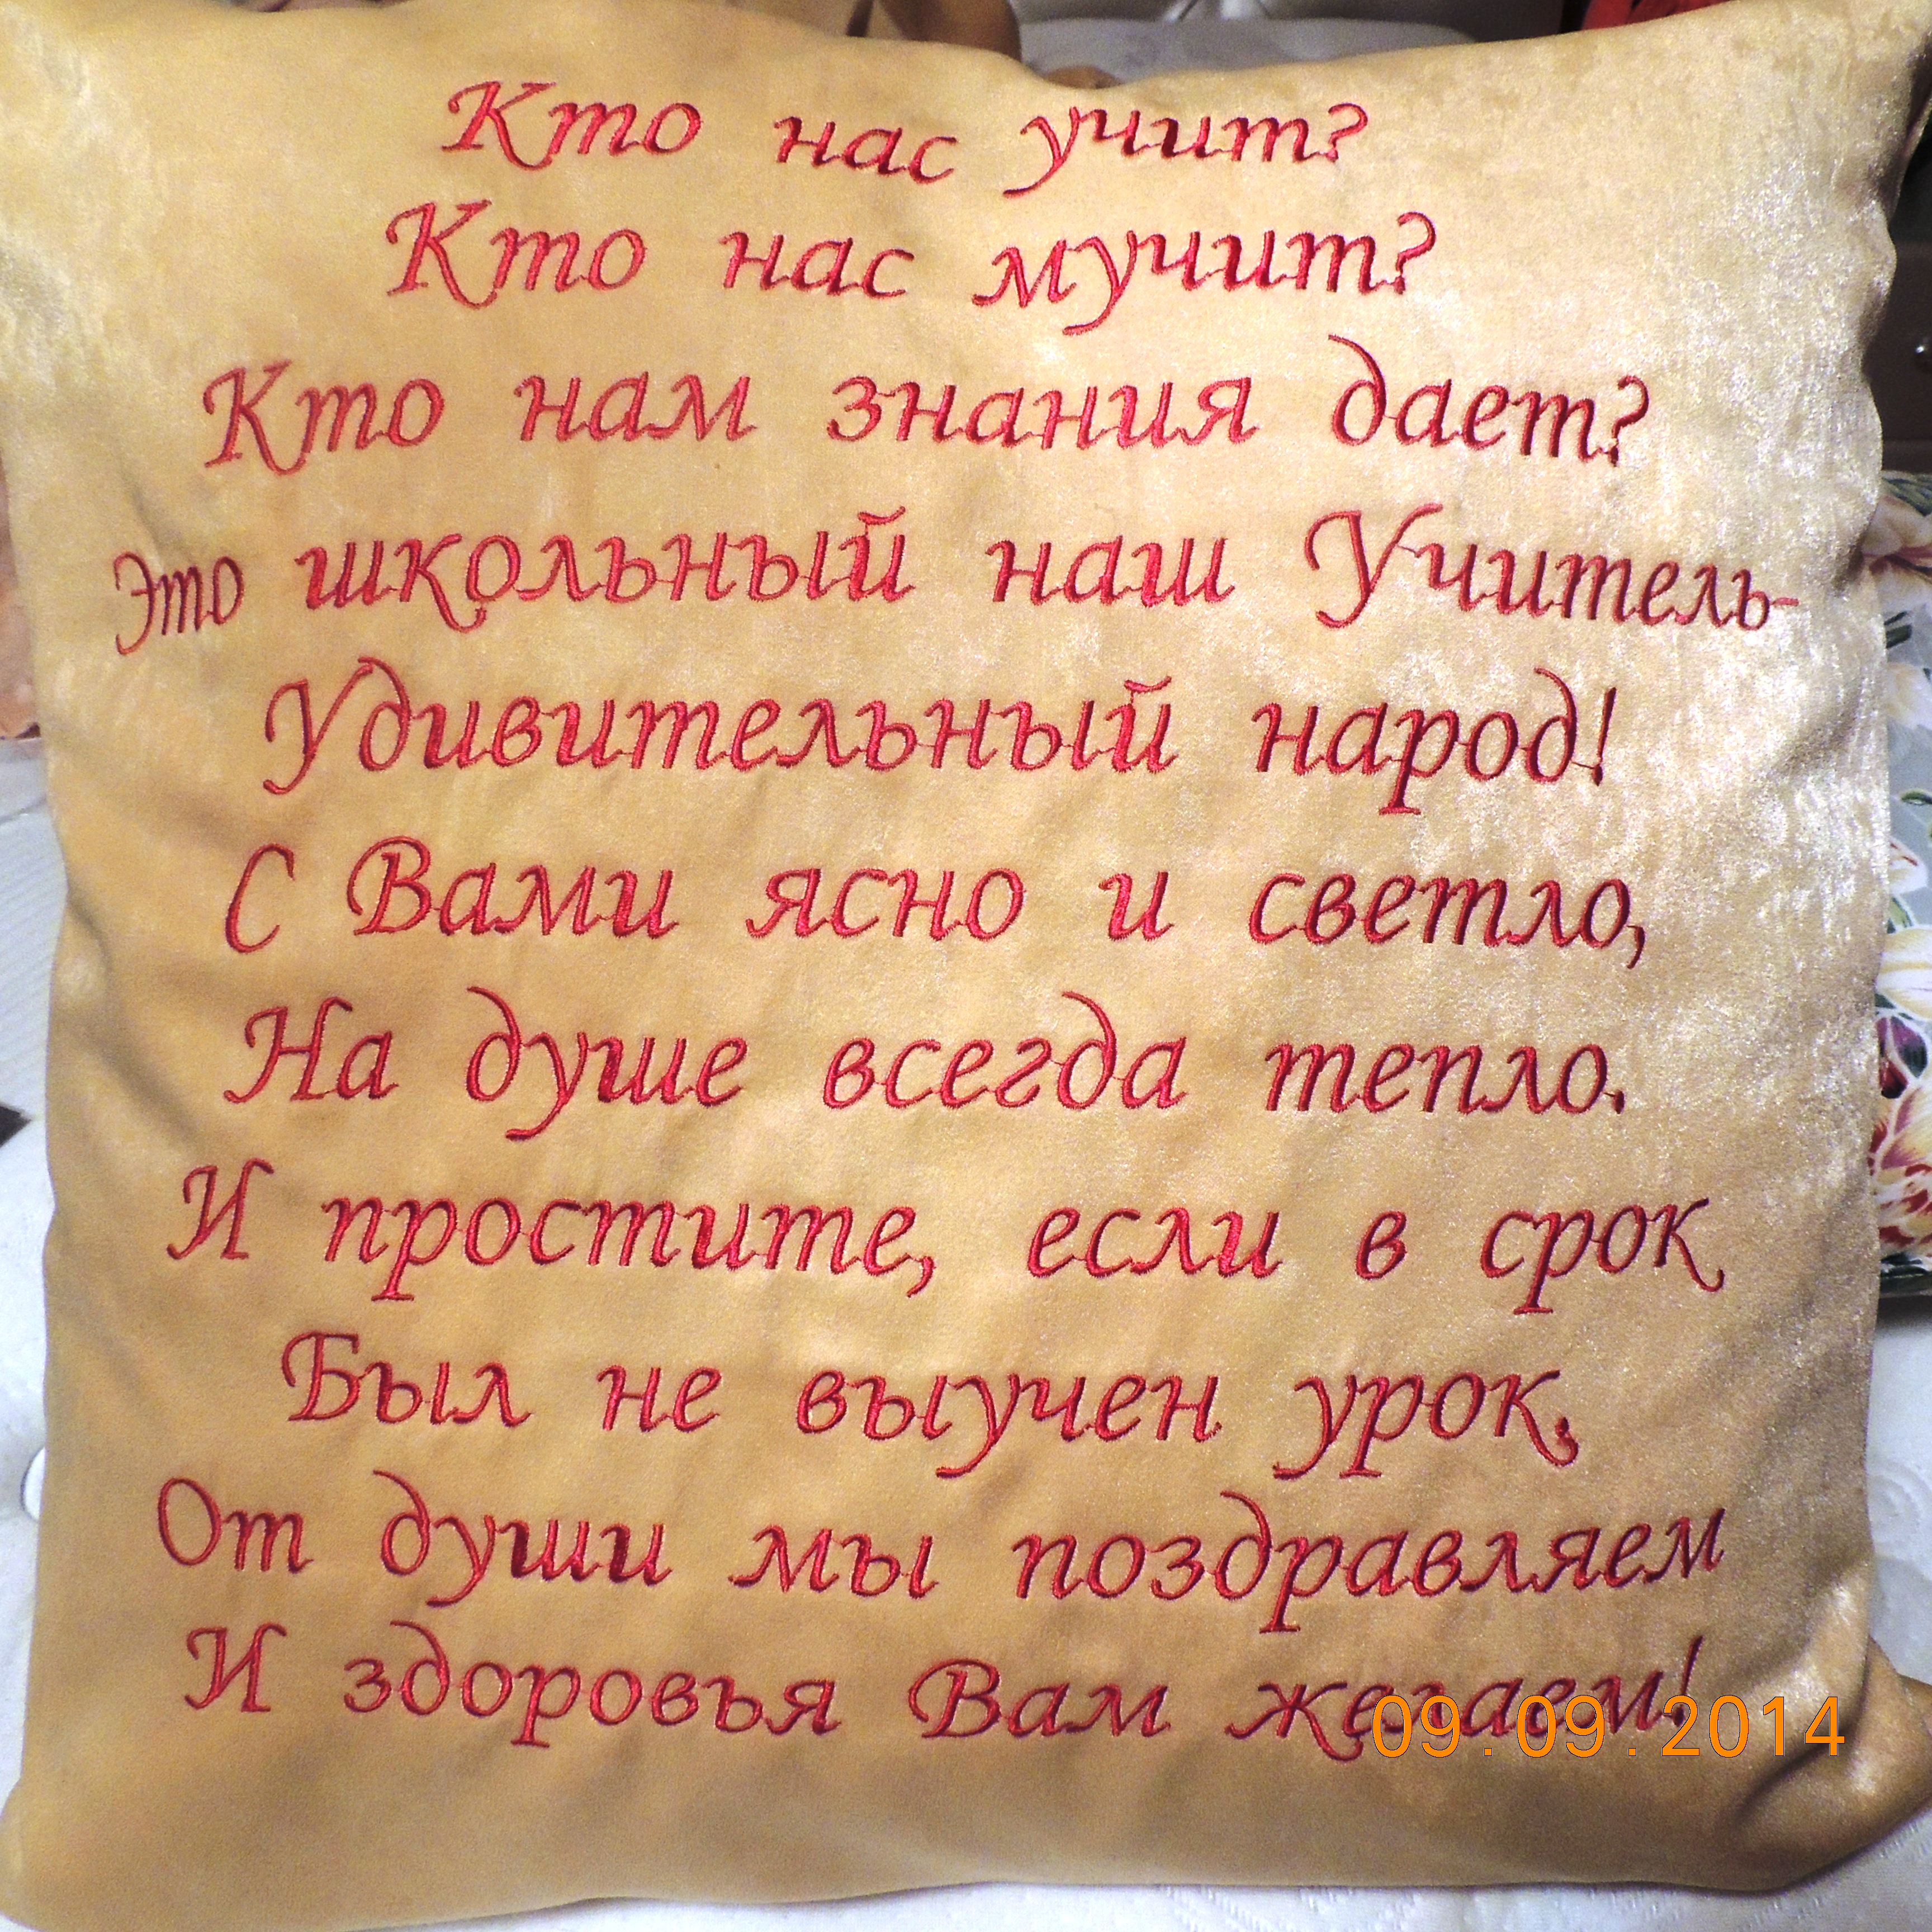 Кто нас учит?
Кто нас мучит?
Кто нам знания дает?
Это школьный наш Учитель-
Удивительный народ!
С Вами ясно и светло,
На душе всегда тепло.
И простите, если в срок
Был не выучен урок,
От души мы поздравляем
И здоровья Вам желаем!
09.09.2014